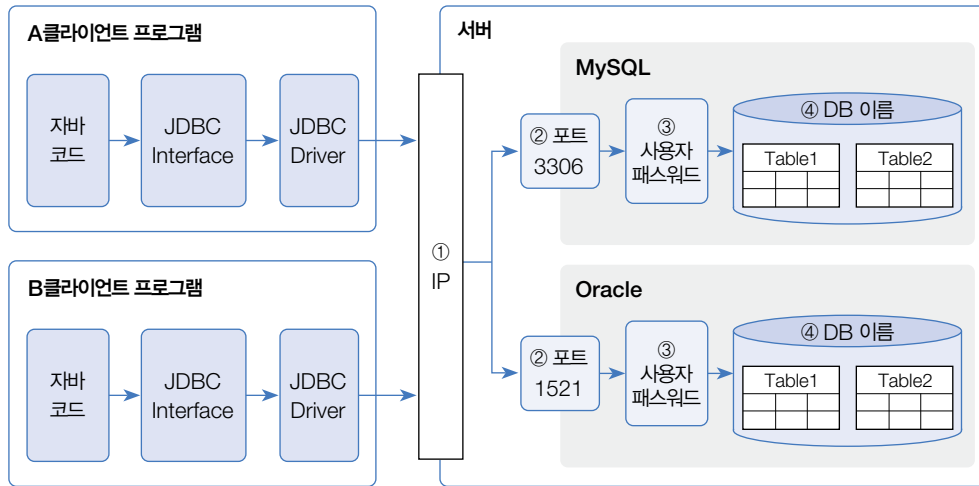 A클라이언트 프로그램
자바
코드
JDBC
Interface
JDBC
Driver
B클라이언트 프로그램
자바
코드
JDBC
Interface
JDBC
Driver
서버
①
IP
MySQL
② 포트
3306
③
사용자
패스워드
④ DB 이름
Table1
Table2
Oracle
② 포트
1521
③
사용자
패스워드
④ DB 이름
Table1
Table2